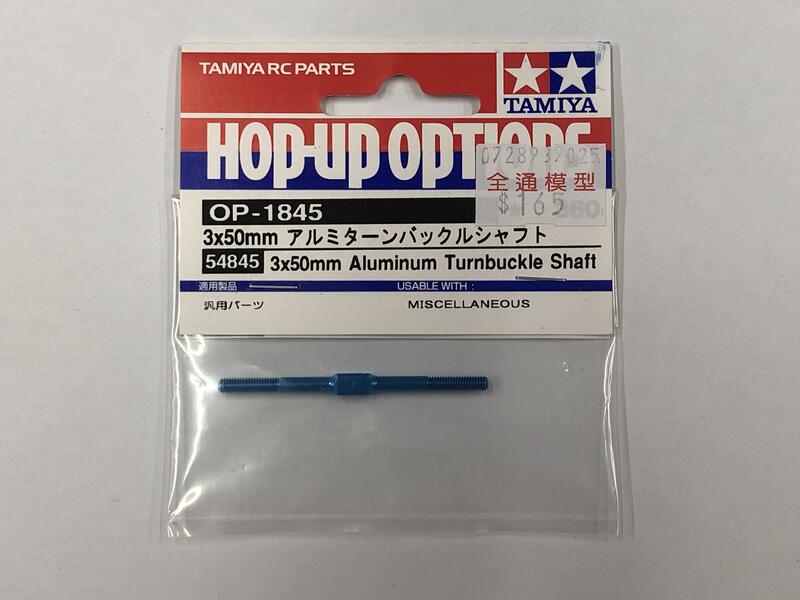 TAMIYA RC PARTS
TAMIYA
HOP-UP OPTIONS
0728939025
全通模型
$165
360
OP-1845
3x50mm アルミターンバックルシャフト
54845 3x50mm Aluminum Turnbuckle Shaft
適用製品 USABLE WITH :
汎用パーツ MISCELLANEOUS